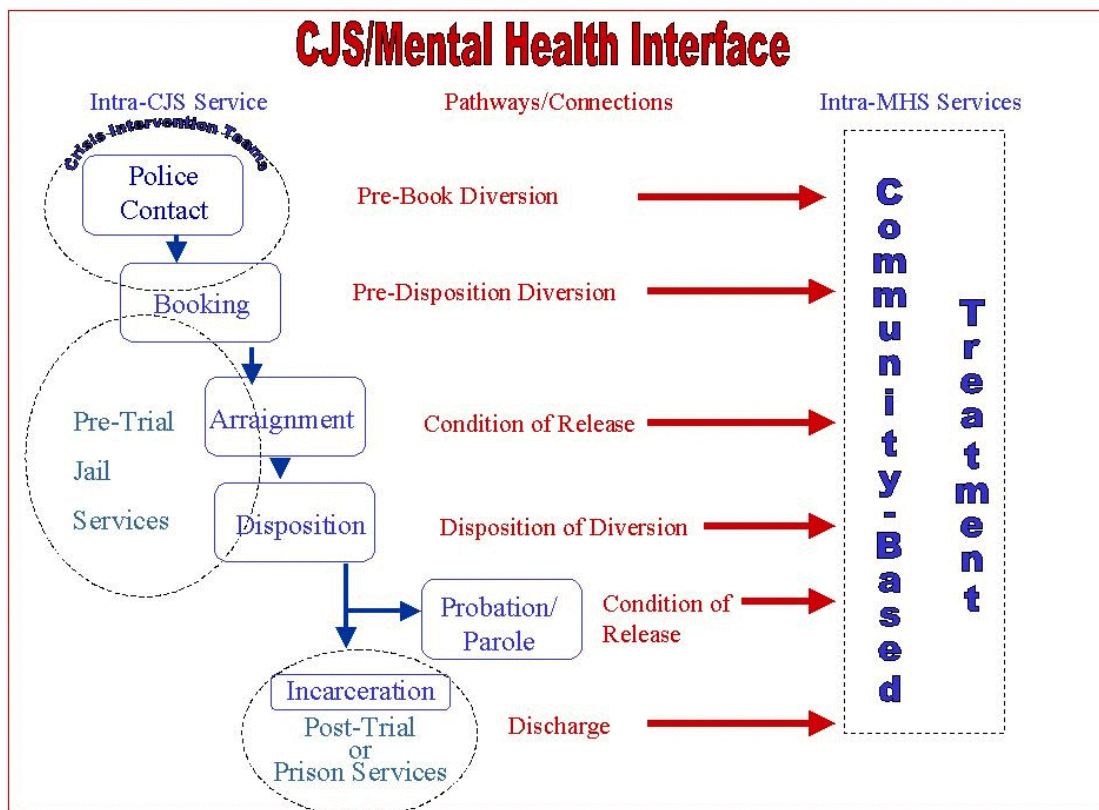 CJS/Mental Health Interface
Intra-CJS Service
Pathways/Connections
Intra-MHS Services
Crisis Intervention Teams
Police
Contact
Pre-Book Diversion
Booking
Pre-Disposition Diversion
Pre-Trial
Jail
Services
Arraignment
Condition of Release
Disposition
Disposition of Diversion
Probation/
Parole
Condition of
Release
Incarceration
Post-Trial
or
Prison Services
Discharge
Community-Based
Treatment